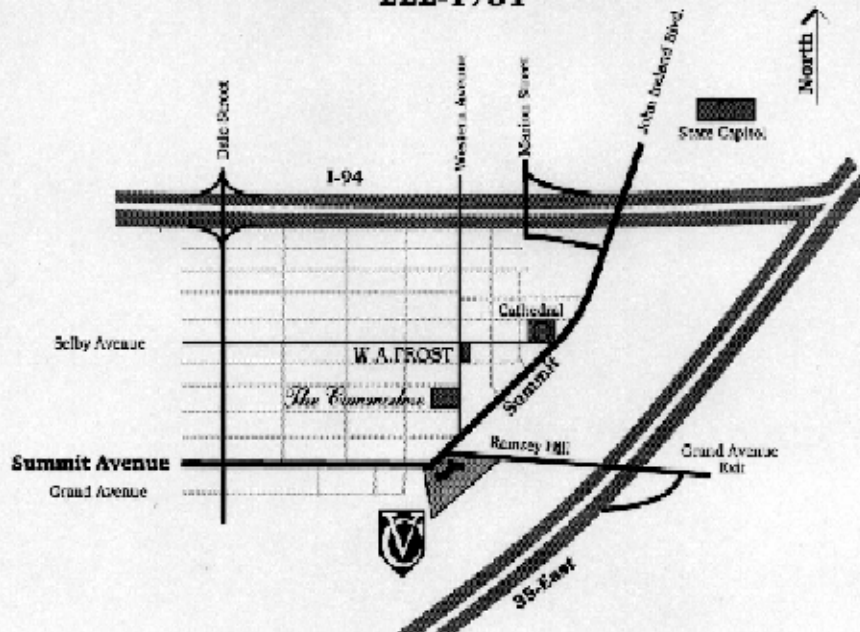 Dale Street
Western Avenue
Marion Street
John Ireland Blvd.
North
State Capitol
I-94
Cathedral
Selby Avenue
W.A.FROST
The Commodore
Summit
Ramsey Hill
Summit Avenue
Grand Avenue
Exit
Grand Avenue
35-East